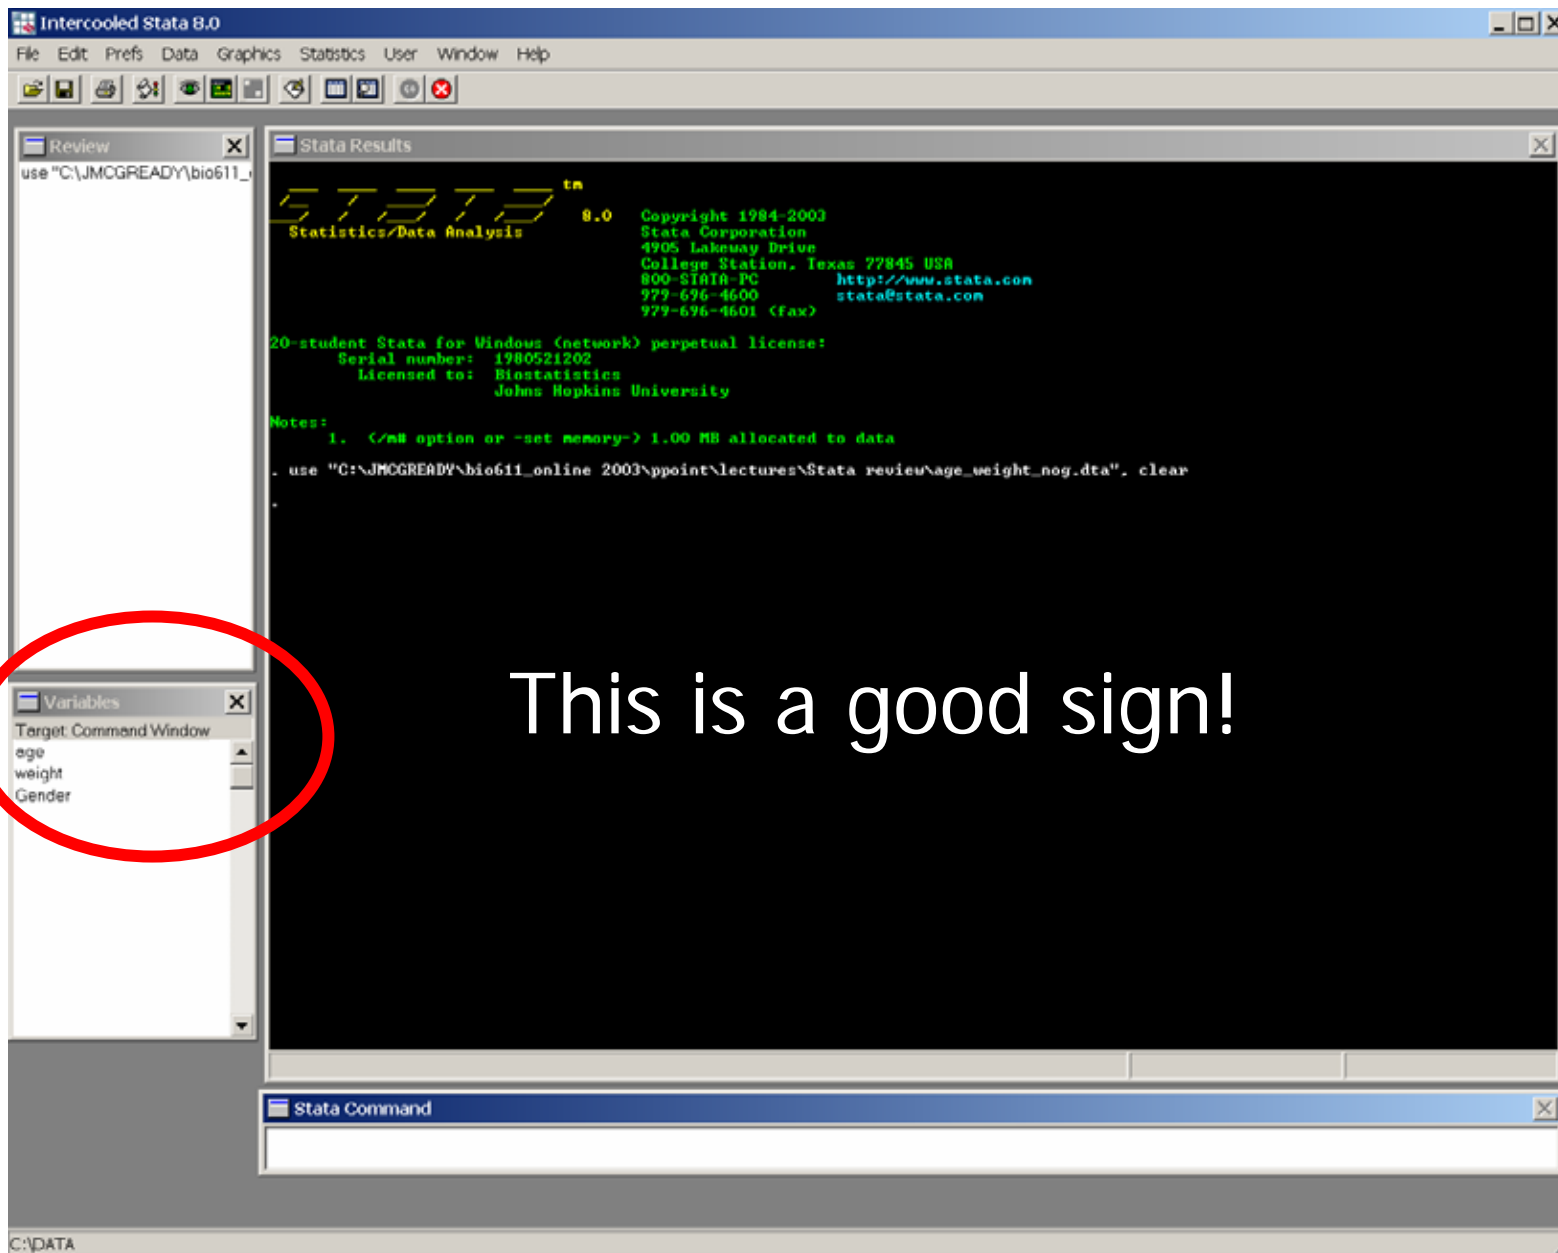 Intercooled Stata 8.0
File Edit Prefs Data Graphics Statistics User Window Help
Review
use "C:\JMCGREADY\bio611_
Stata Results
tm
8.0 Copyright 1984-2003
Statistics/Data Analysis Stata Corporation
4905 Lakeway Drive
College Station, Texas 77845 USA
800-STATA-PC http://www.stata.com
979-696-4600 stata@stata.com
979-696-4601 (fax)
20-student Stata for Windows (network) perpetual license:
Serial number: 1980521202
Licensed to: Biostatistics
Johns Hopkins University
Notes:
1. (/m# option or -set memory-) 1.00 MB allocated to data
. use "C:\JMCGREADY\bio611_online 2003\ppoint\lectures\Stata review\age_weight_nog.dta", clear
.
This is a good sign!
Variables
Target: Command Window
age
weight
Gender
Stata Command
C:\DATA